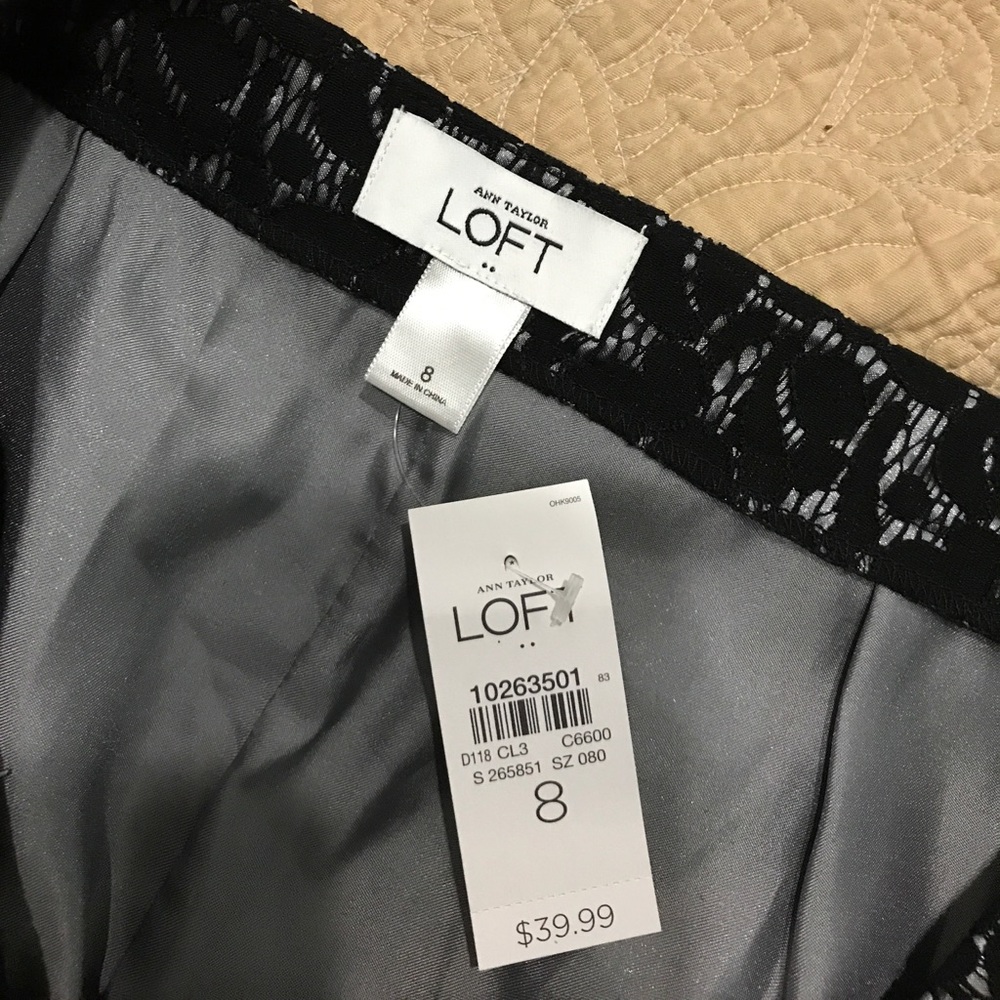 ANN TAYLOR
LOFT
8
MADE IN CHINA
OHK9005
ANN TAYLOR
LOFT
10263501 83
D118 CL3 C6600
S 265851 SZ 080
8
$39.99